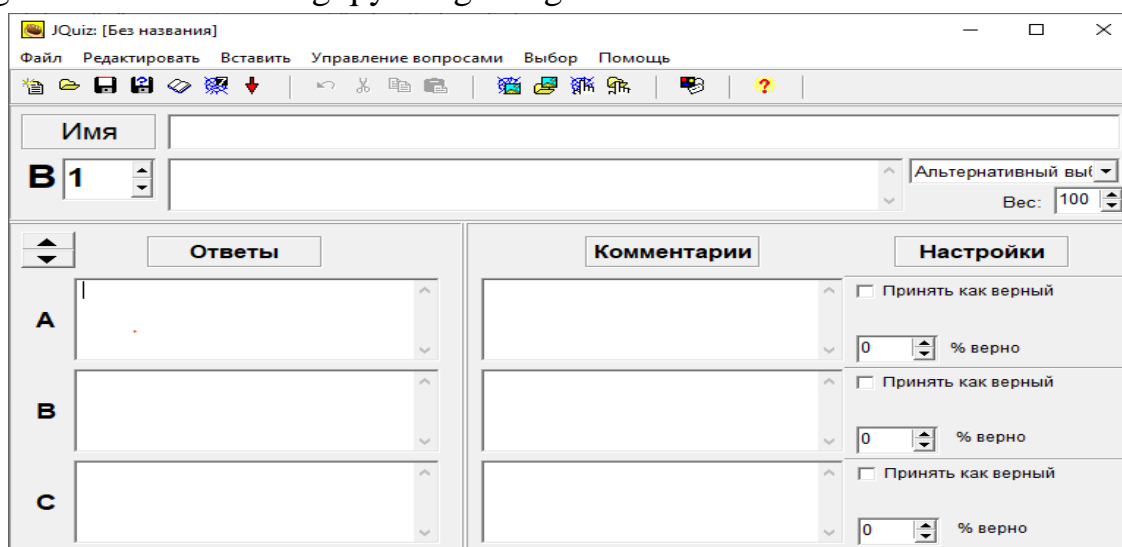 JQuiz: [Без названия]
Файл Редактировать Вставить Управление вопросами Выбор Помощь
Имя
В 1 Альтернативный
Вес: 100
Ответы Комментарии Настройки
A Принять как верный
0 % верно
B Принять как верный
0 % верно
C Принять как верный
0 % верно